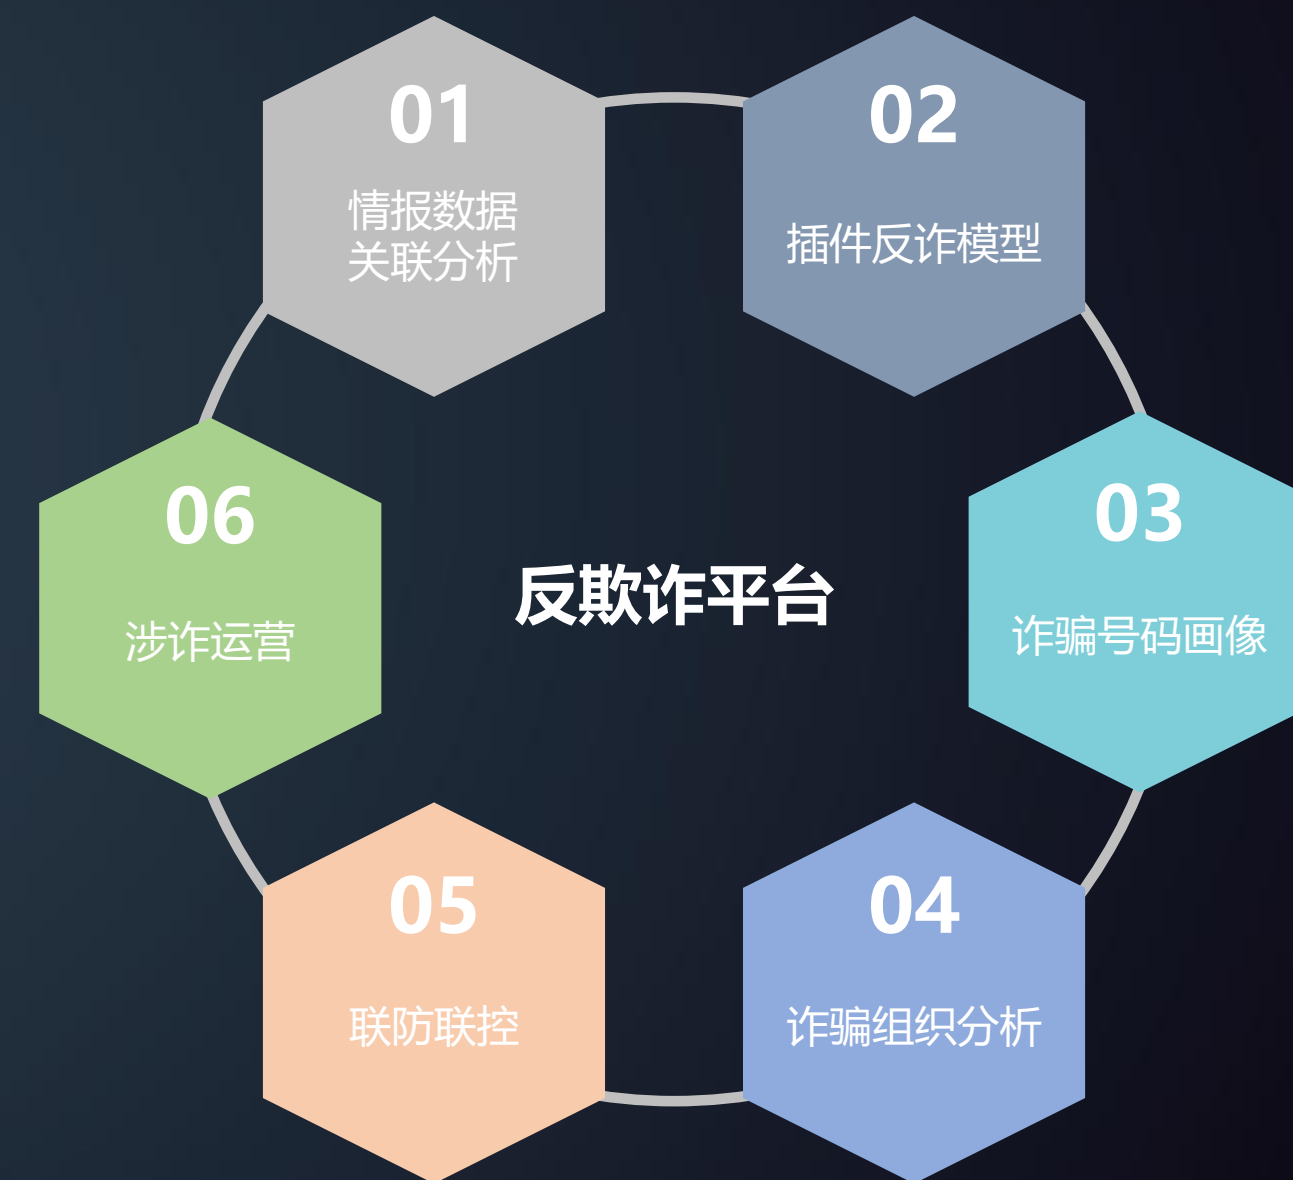 01
情报数据
关联分析
02
插件反诈模型
03
诈骗号码画像
04
诈骗组织分析
05
联防联控
06
涉诈运营
反欺诈平台